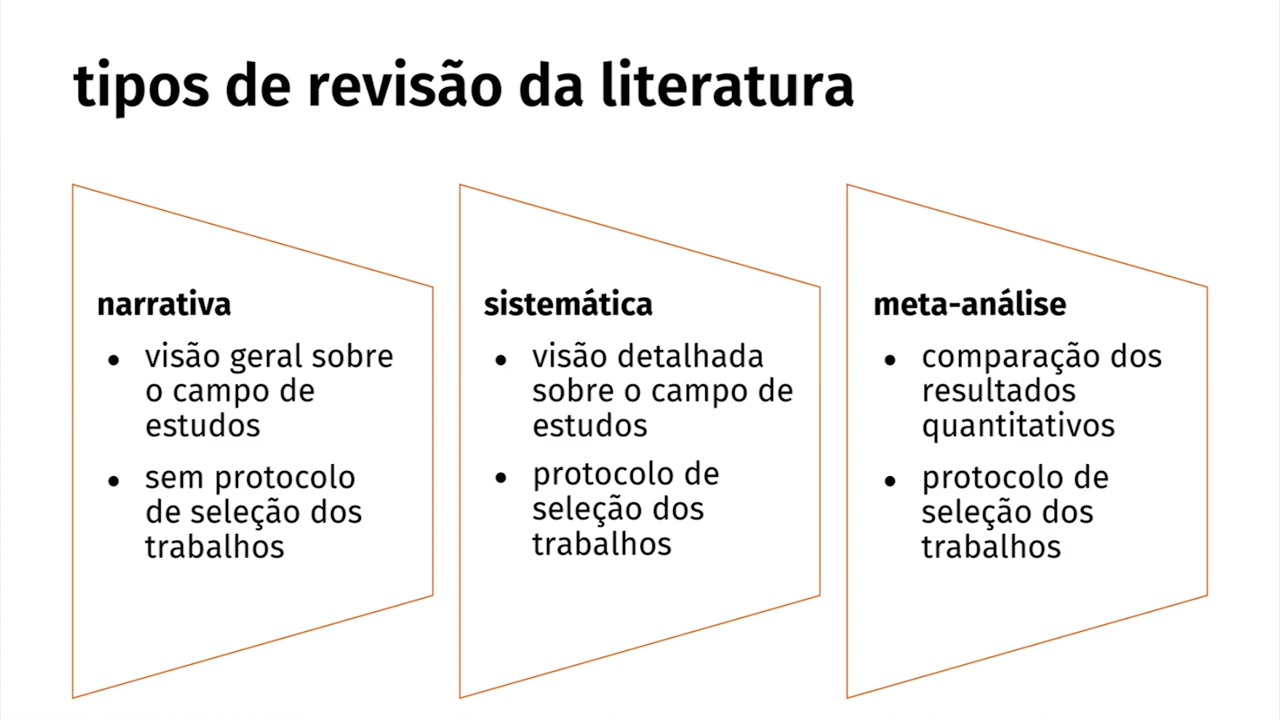 tipos de revisão da literatura
narrativa
• visão geral sobre
o campo de
estudos
• sem protocolo
de seleção dos
trabalhos
sistemática
• visão detalhada
sobre o campo de
estudos
• protocolo de
seleção dos
trabalhos
meta-análise
• comparação dos
resultados
quantitativos
• protocolo de
seleção dos
trabalhos